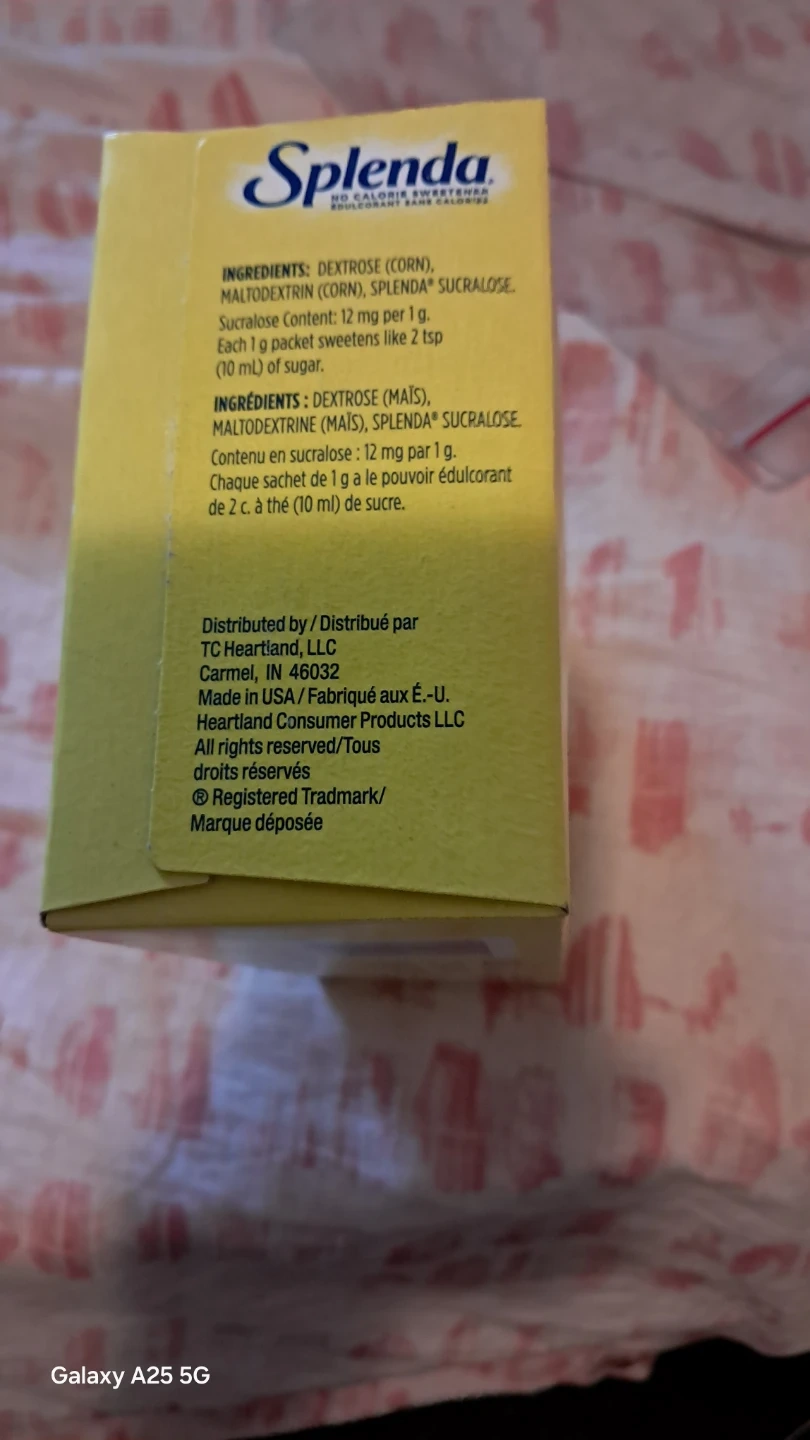 Splenda®
NO CALORIE SWEETENER
ÉDULCORANT SANS CALORIES
INGREDIENTS: DEXTROSE (CORN),
MALTODEXTRIN (CORN), SPLENDA® SUCRALOSE.
Sucralose Content: 12 mg per 1 g.
Each 1 g packet sweetens like 2 tsp
(10 mL) of sugar.
INGRÉDIENTS : DEXTROSE (MAÏS),
MALTODEXTRINE (MAÏS), SPLENDA® SUCRALOSE.
Contenu en sucralose : 12 mg par 1 g.
Chaque sachet de 1 g a le pouvoir édulcorant
de 2 c. à thé (10 ml) de sucre.
Distributed by / Distribué par
TC Heartland, LLC
Carmel, IN 46032
Made in USA / Fabriqué aux É.-U.
Heartland Consumer Products LLC
All rights reserved/Tous
droits réservés
® Registered Tradmark/
Marque déposée
Galaxy A25 5G